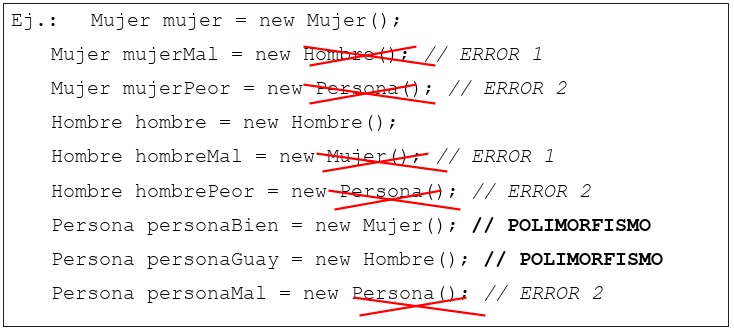 Ej.: Mujer mujer = new Mujer();
Mujer mujerMal = new Hombre(); // ERROR 1
Mujer mujerPeor = new Persona(); // ERROR 2
Hombre hombre = new Hombre();
Hombre hombreMal = new Mujer(); // ERROR 1
Hombre hombrePeor = new Persona(); // ERROR 2
Persona personaBien = new Mujer(); // POLIMORFISMO
Persona personaGuay = new Hombre(); // POLIMORFISMO
Persona personaMal = new Persona(); // ERROR 2